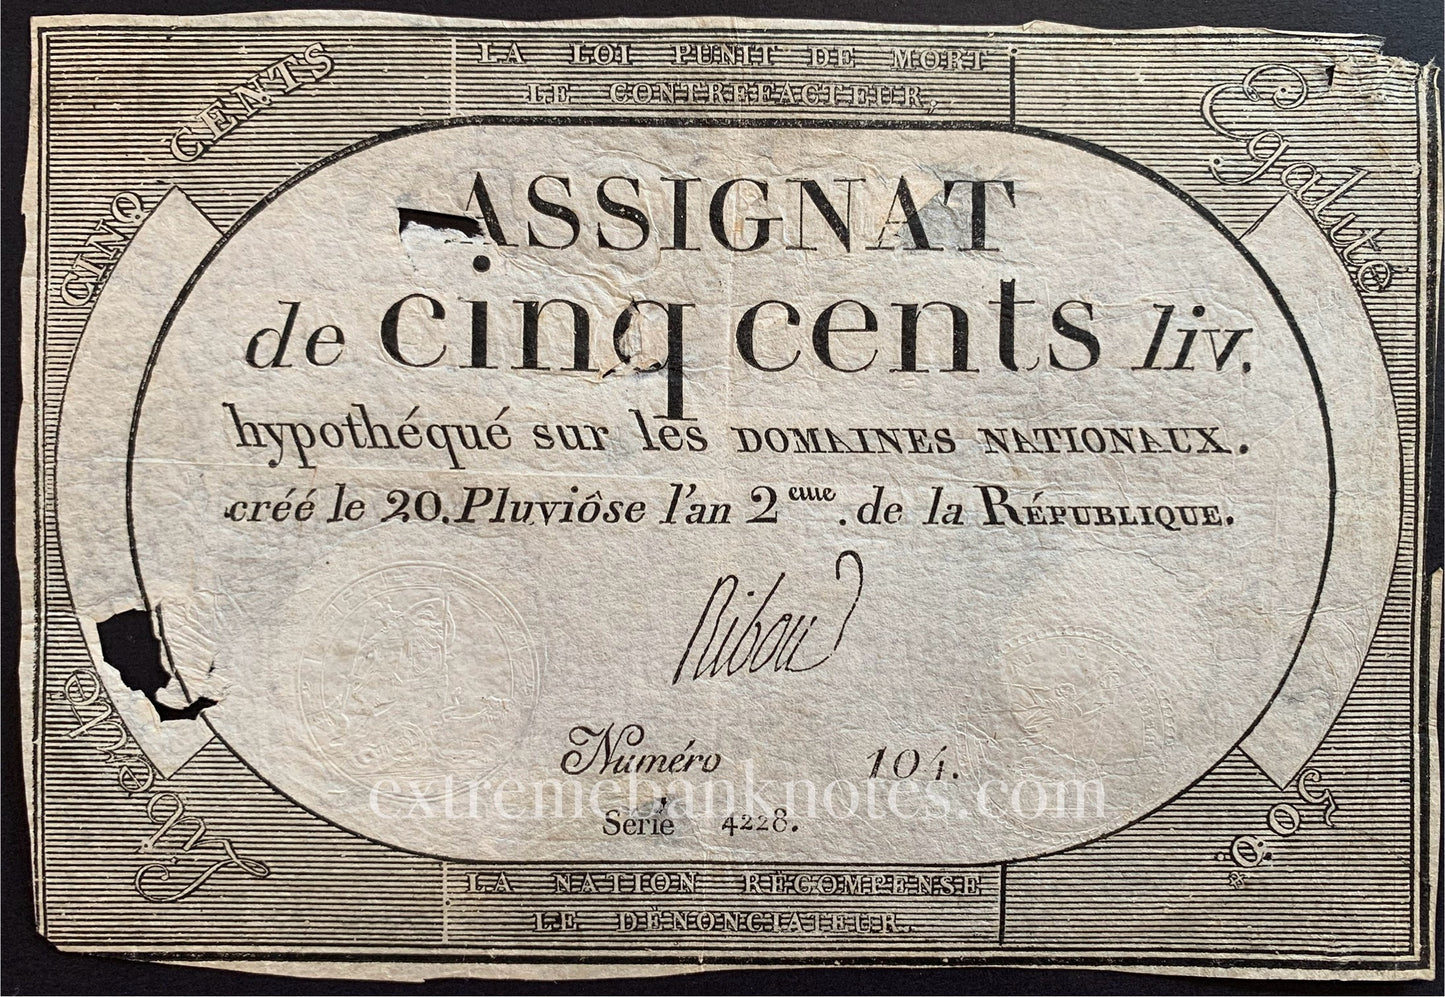 LA LOI PUNIT DE MORT
LE CONTREFACTEUR,
CINQ CENTS
Egalité
ASSIGNAT
de cinq cents liv.
hypothéqué sur les DOMAINES NATIONAUX.
créé le 20. Pluviôse l'an 2eme. de la RÉPUBLIQUE.
Ribou
Numéro 104.
extremebanknotes.com
Serie 4228.
Liberté
500.
LA NATION RÉCOMPENSE
LE DÉNONCIATEUR.